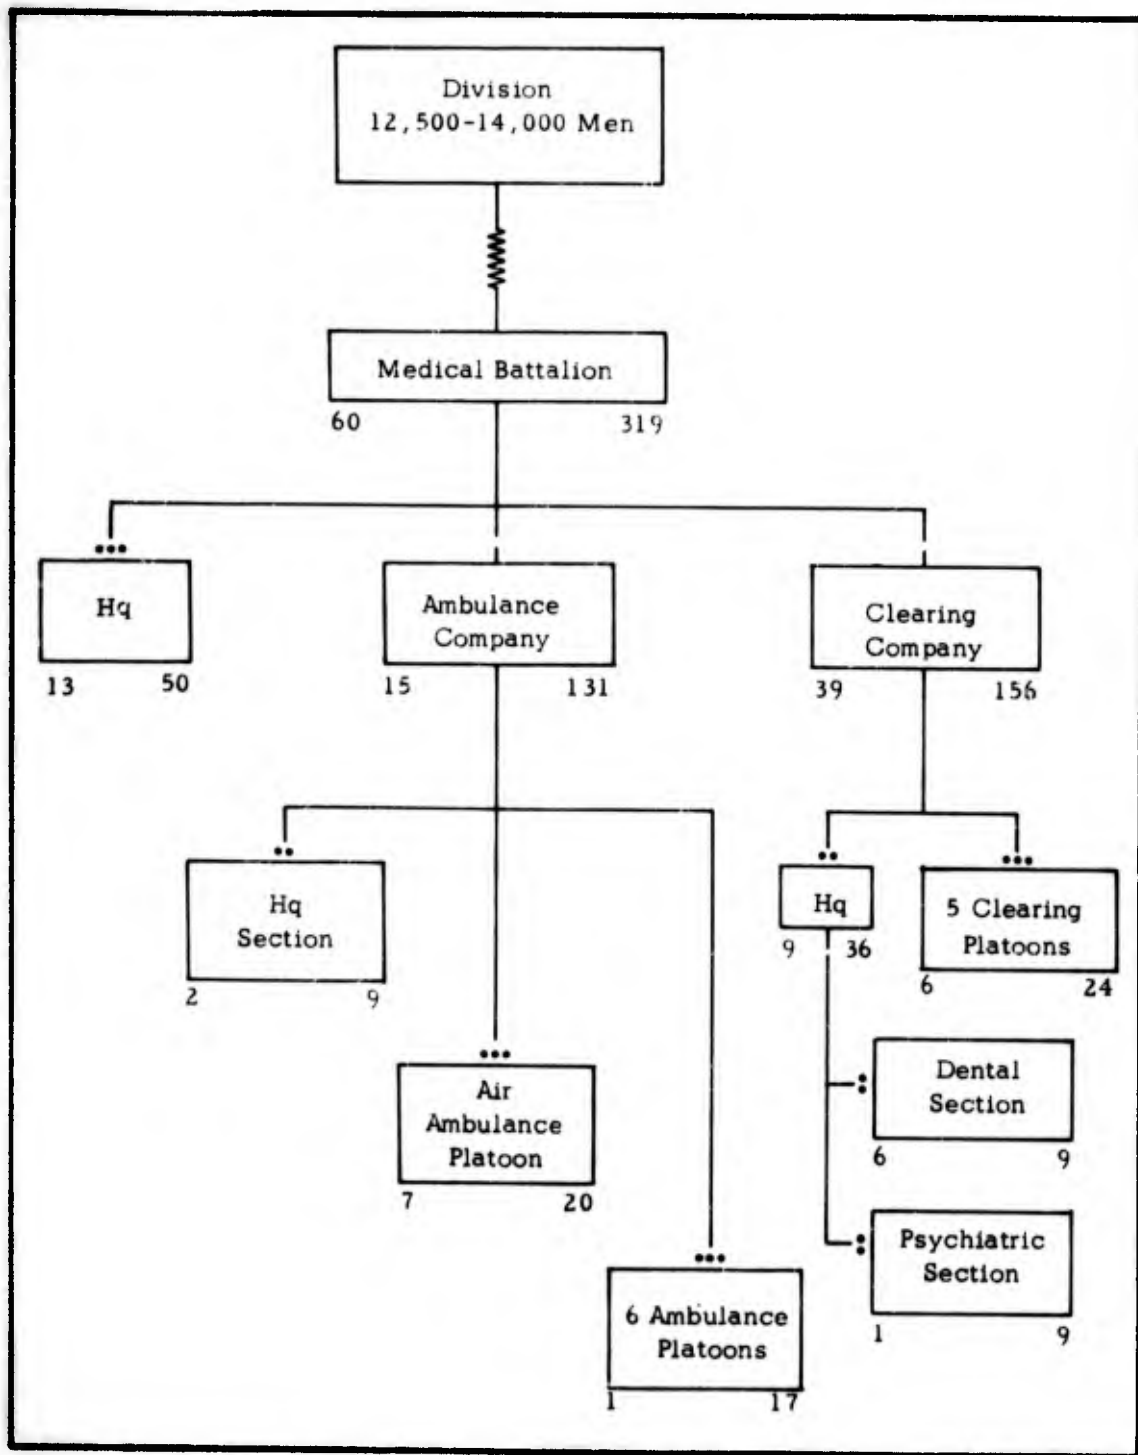 Division
12,500-14,000 Men
Medical Battalion
60 319
Hq
13 50
Ambulance
Company
15 131
Clearing
Company
39 156
Hq
Section
2 9
Air
Ambulance
Platoon
7 20
6 Ambulance
Platoons
1 17
Hq
9 36
5 Clearing
Platoons
6 24
Dental
Section
6 9
Psychiatric
Section
1 9